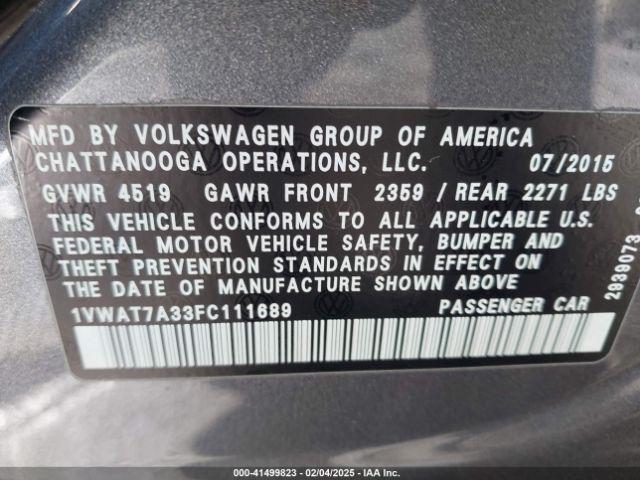 MFD BY VOLKSWAGEN GROUP OF AMERICA
CHATTANOOGA OPERATIONS, LLC. 07/2015
GVWR 4519 GAWR FRONT 2359 / REAR 2271 LBS
THIS VEHICLE CONFORMS TO ALL APPLICABLE U.S.
FEDERAL MOTOR VEHICLE SAFETY, BUMPER AND
THEFT PREVENTION STANDARDS IN EFFECT ON
THE DATE OF MANUFACTURE SHOWN ABOVE.
1VWAT7A33FC111689 PASSENGER CAR
2939073
000-41499823 - 02/04/2025 - IAA, Inc.